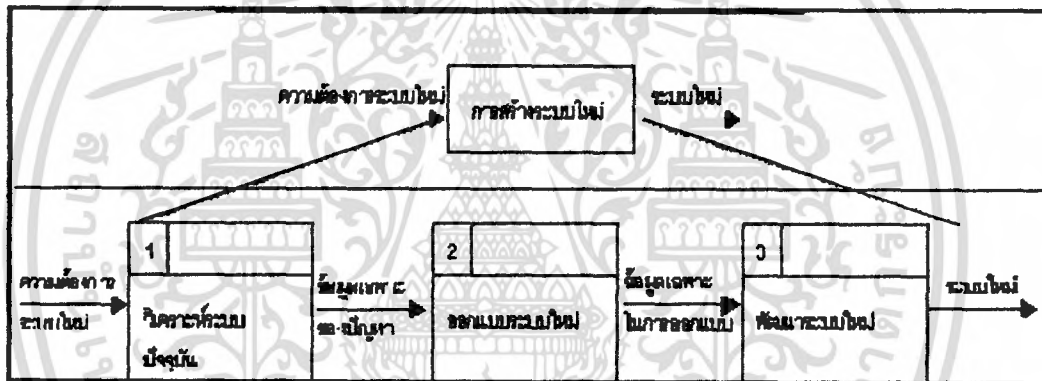 ความต้องการระบบใหม่
การสร้างระบบใหม่
ระบบใหม่
1
2
3
ความต้องการ
ระบบใหม่
วิเคราะห์ระบบ
ปัจจุบัน
ข้อมูลเฉพาะ
ของปัญหา
ออกแบบระบบใหม่
ข้อมูลเฉพาะ
ในการออกแบบ
พัฒนาระบบใหม่
ระบบใหม่